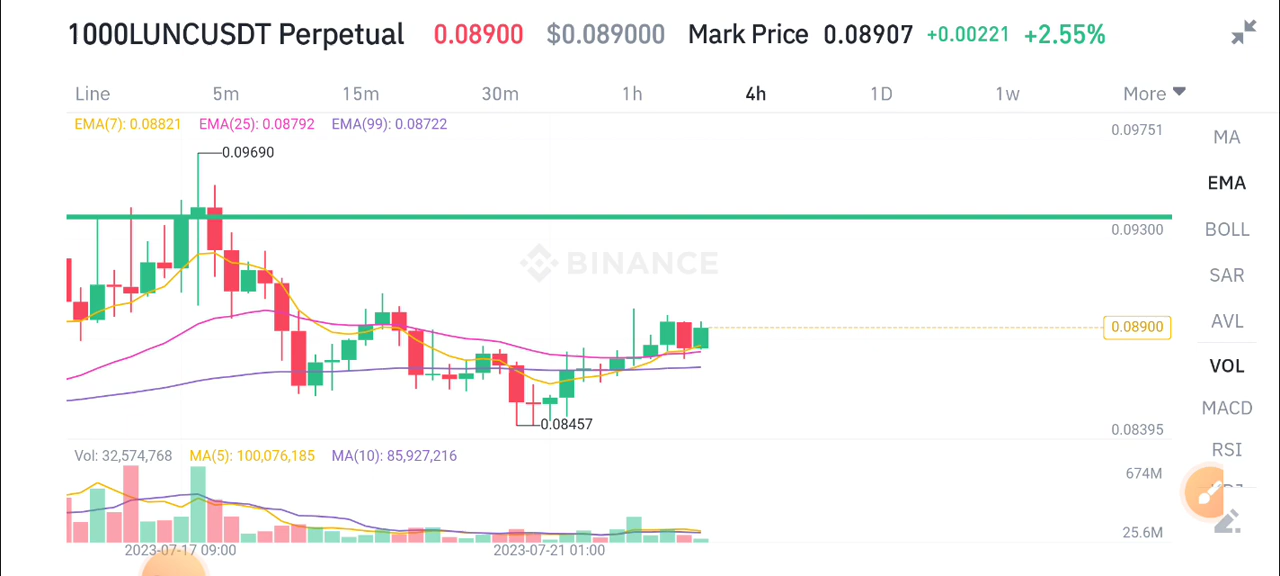 1000LUNCUSDT Perpetual 0.08900 $0.089000 Mark Price 0.08907 +0.00221 +2.55%
Line 5m 15m 30m 1h 4h 1D 1w More
EMA(7): 0.08821 EMA(25): 0.08792 EMA(99): 0.08722
0.09751
MA
0.09690
EMA
0.09300
BOLL
BINANCE
SAR
0.08900
AVL
VOL
MACD
0.08457
0.08395
RSI
Vol: 32,574,768 MA(5): 100,076,185 MA(10): 85,927,216
674M
25.6M
2023-07-17 09:00 2023-07-21 01:00